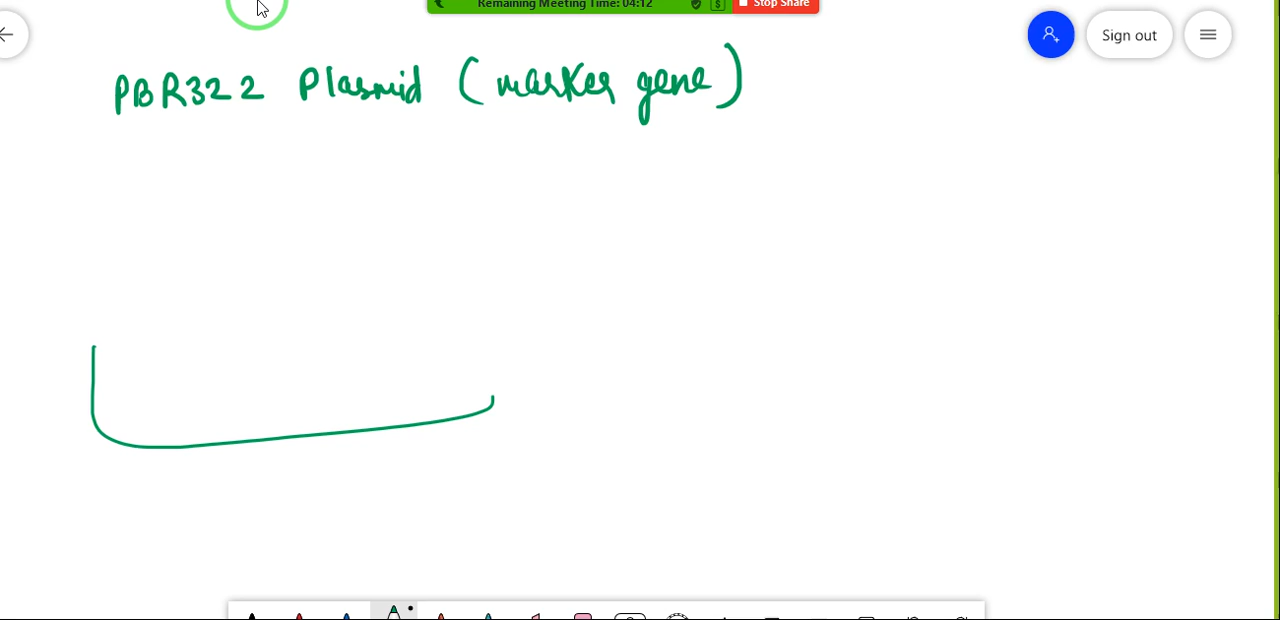 Remaining Meeting Time: 04:12
Stop Share
Sign out
PBR322 Plasmid (marker gene)